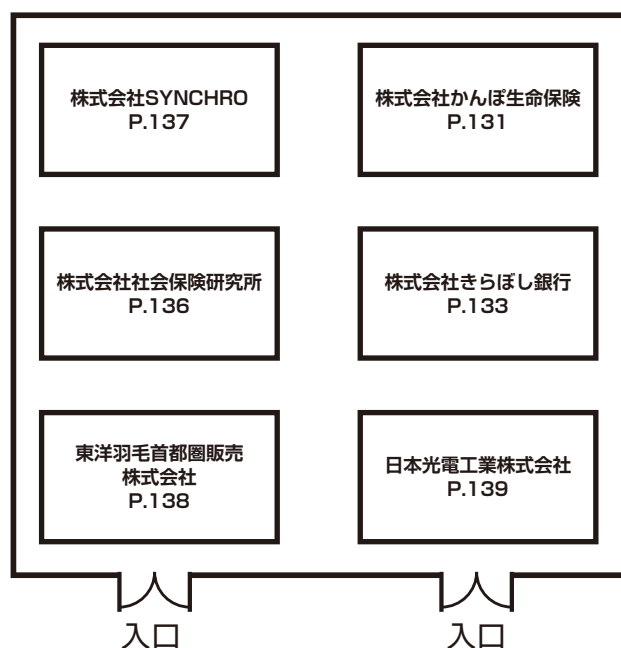 株式会社SYNCHRO
P.137
株式会社かんぽ生命保険
P.131
株式会社社会保険研究所
P.136
株式会社きらぼし銀行
P.133
東洋羽毛首都圏販売
株式会社
P.138
日本光電工業株式会社
P.139
入口
入口